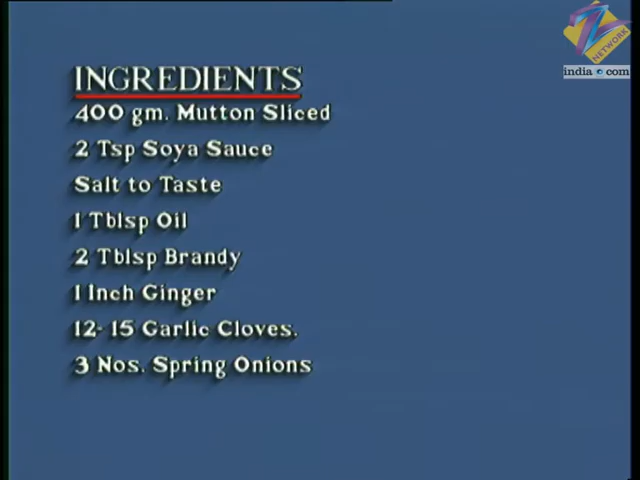 INGREDIENTS
400 gm. Mutton Sliced
2 Tsp Soya Sauce
Salt to Taste
1 Tblsp Oil
2 Tblsp Brandy
1 Inch Ginger
12- 15 Garlic Cloves.
3 Nos. Spring Onions
Z
NETWORK
india.com